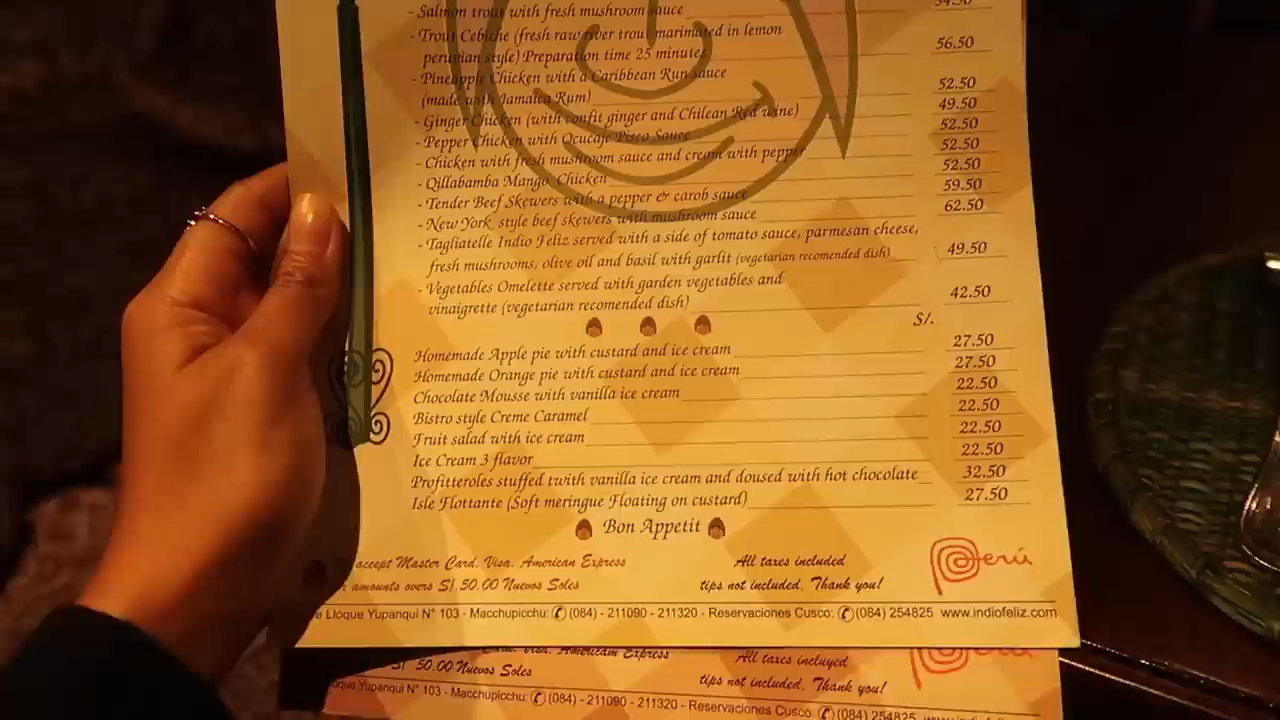 - Salmon trout with fresh mushroom sauce 54.50
- Trout Cebiche (fresh raw river trout marinated in lemon
peruvian style) Preparation time 25 minutes 56.50
- Pineapple Chicken with a Caribbean Run sauce
(made with Jamaica Rum) 52.50
- Ginger Chicken (with confit ginger and Chilean Red wine) 49.50
- Pepper Chicken with Ocucaje Pisco Sauce 52.50
- Chicken with fresh mushroom sauce and cream with pepper 52.50
- Qillabamba Mango Chicken 52.50
- Tender Beef Skewers with a pepper & carob sauce 59.50
- New York style beef skewers with mushroom sauce 62.50
- Tagliatelle Indio Feliz served with a side of tomato sauce, parmesan cheese,
fresh mushrooms, olive oil and basil with garlit (vegetarian recomended dish) 49.50
- Vegetables Omelette served with garden vegetables and
vinaigrette (vegetarian recomended dish) 42.50
S/.
Homemade Apple pie with custard and ice cream 27.50
Homemade Orange pie with custard and ice cream 27.50
Chocolate Mousse with vanilla ice cream 22.50
Bistro style Creme Caramel 22.50
Fruit salad with ice cream 22.50
Ice Cream 3 flavor 22.50
Profitteroles stuffed twith vanilla ice cream and doused with hot chocolate 32.50
Isle Flottante (Soft meringue Floating on custard) 27.50
Bon Appetit
accept Master Card, Visa, American Express All taxes included
amounts overs S/. 50.00 Nuevos Soles tips not included, Thank you!
Perú
Lloque Yupanqui N° 103 - Macchupicchu: (084) - 211090 - 211320 - Reservaciones Cusco: (084) 254825 www.indiofeliz.com
Card, Visa, American Express All taxes incluyed
S/ 50.00 Nuevos Soles tips not included, Thank you!
Perú
Yupanqui N° 103 - Macchupicchu: (084) - 211090 - 211320 - Reservaciones Cusco: (084) 254825